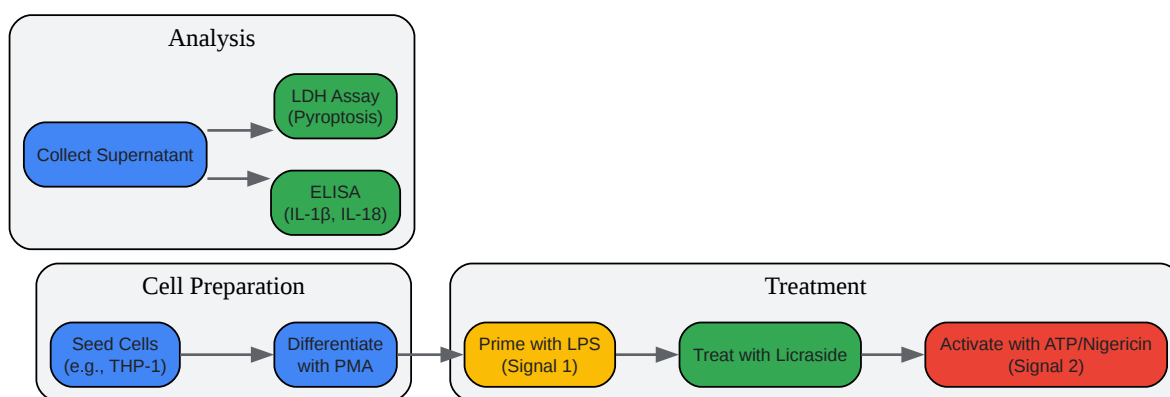 Analysis
Collect Supernatant
LDH Assay
(Pyroptosis)
ELISA
(IL-1β, IL-18)
Cell Preparation
Seed Cells
(e.g., THP-1)
Differentiate
with PMA
Treatment
Prime with LPS
(Signal 1)
Treat with Licraside
Activate with ATP/Nigericin
(Signal 2)